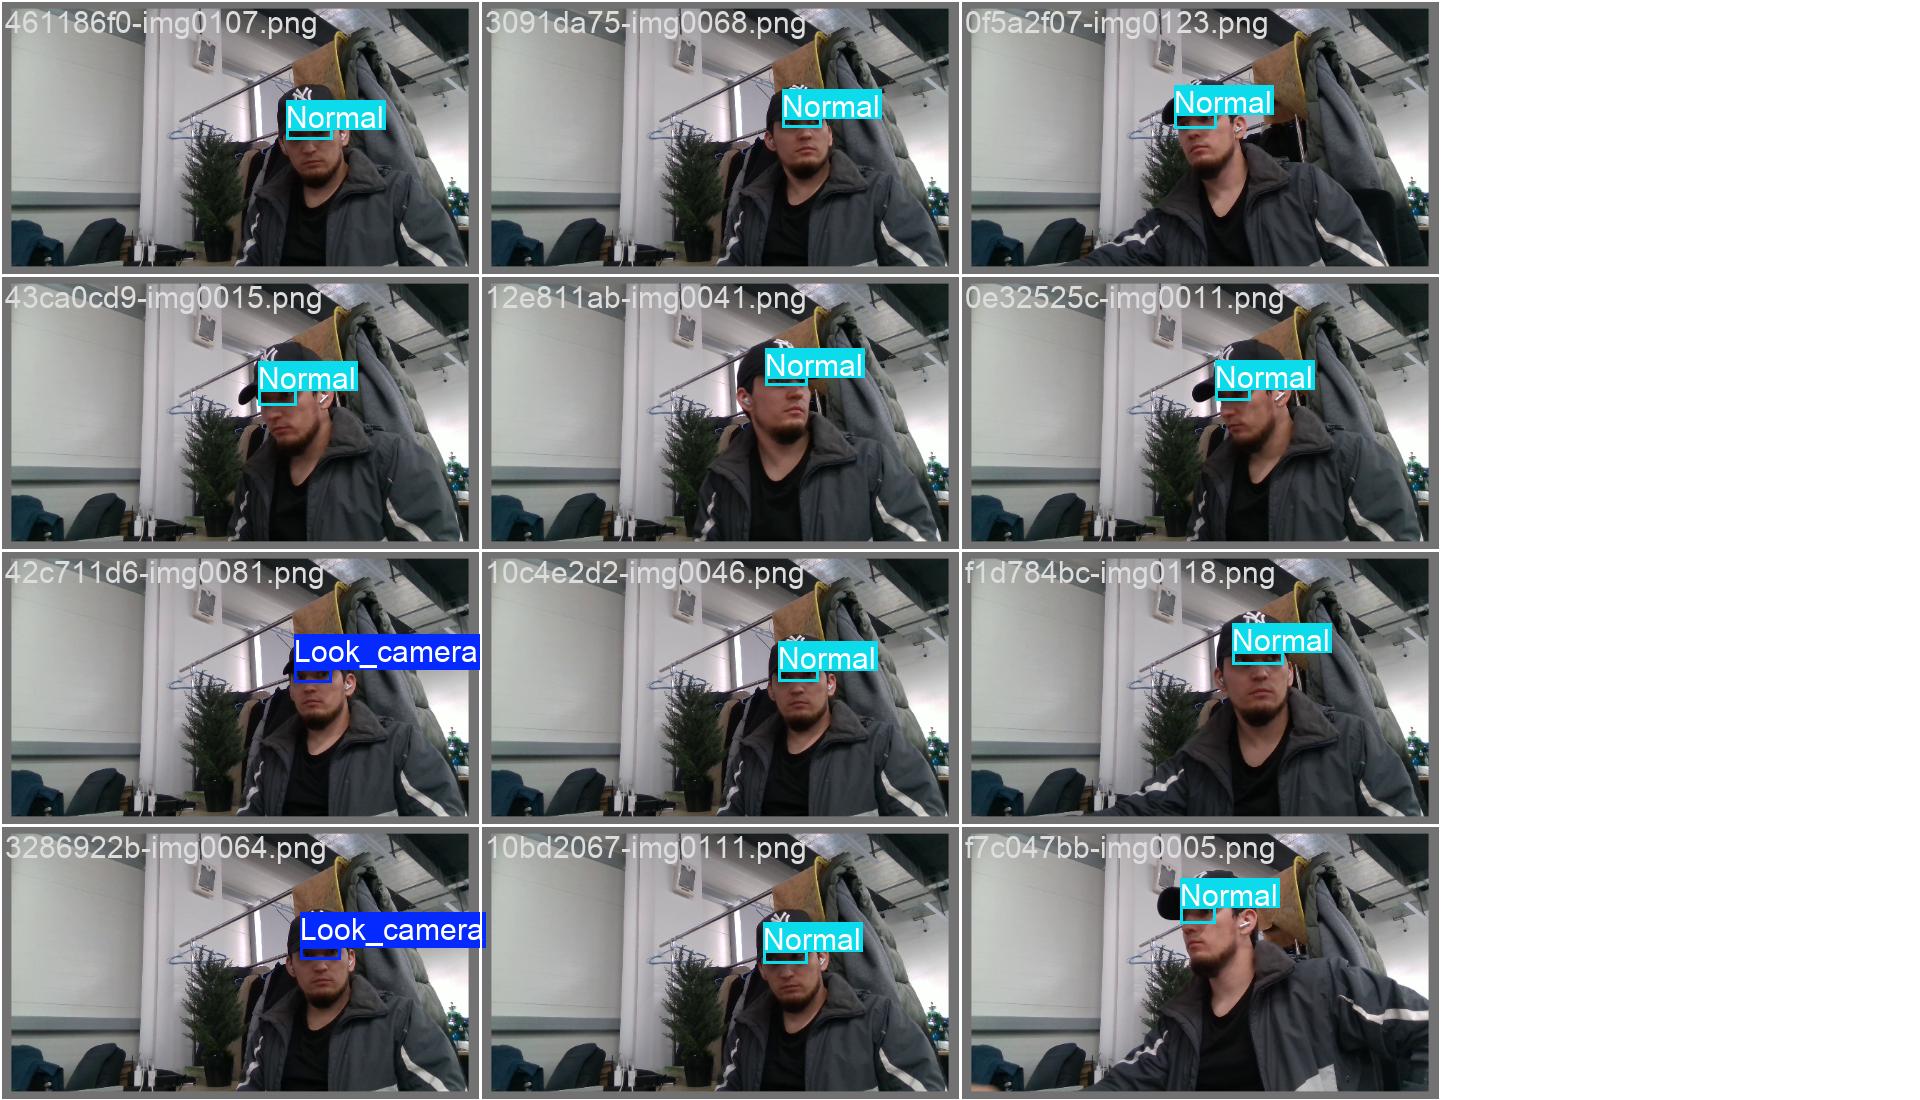 461186f0-img0107.png
Normal
3091da75-img0068.png
Normal
0f5a2f07-img0123.png
Normal
43ca0cd9-img0015.png
Normal
12e811ab-img0041.png
Normal
0e32525c-img0011.png
Normal
42c711d6-img0081.png
Look_camera
10c4e2d2-img0046.png
Normal
f1d784bc-img0118.png
Normal
3286922b-img0064.png
Look_camera
10bd2067-img0111.png
Normal
f7c047bb-img0005.png
Normal